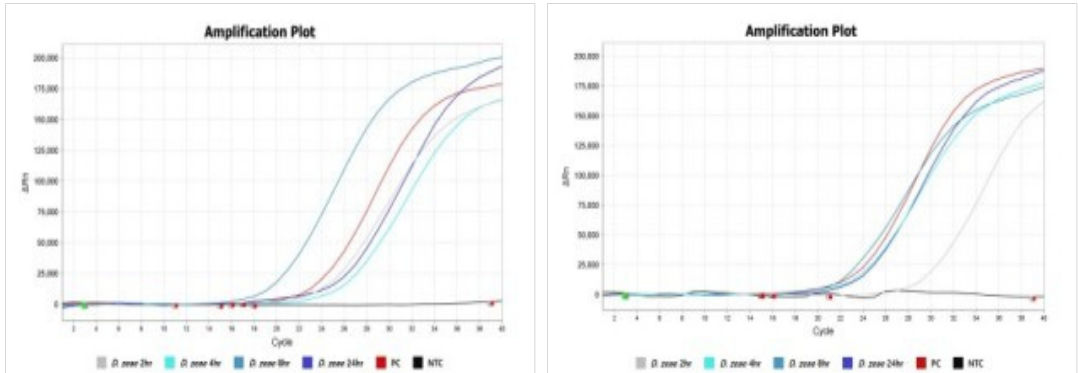 Amplification Plot
200,000
175,000
150,000
125,000
100,000
75,000
50,000
25,000
0
ΔRn
2 4 6 8 10 12 14 16 18 20 22 24 26 28 30 32 34 36 38 40
Cycle
D. zeae 2hr D. zeae 4hr D. zeae 8hr D. zeae 24hr PC NTC
Amplification Plot
200,000
175,000
150,000
125,000
100,000
75,000
50,000
25,000
0
ΔRn
2 4 6 8 10 12 14 16 18 20 22 24 26 28 30 32 34 36 38 40
Cycle
D. zeae 2hr D. zeae 4hr D. zeae 8hr D. zeae 24hr PC NTC